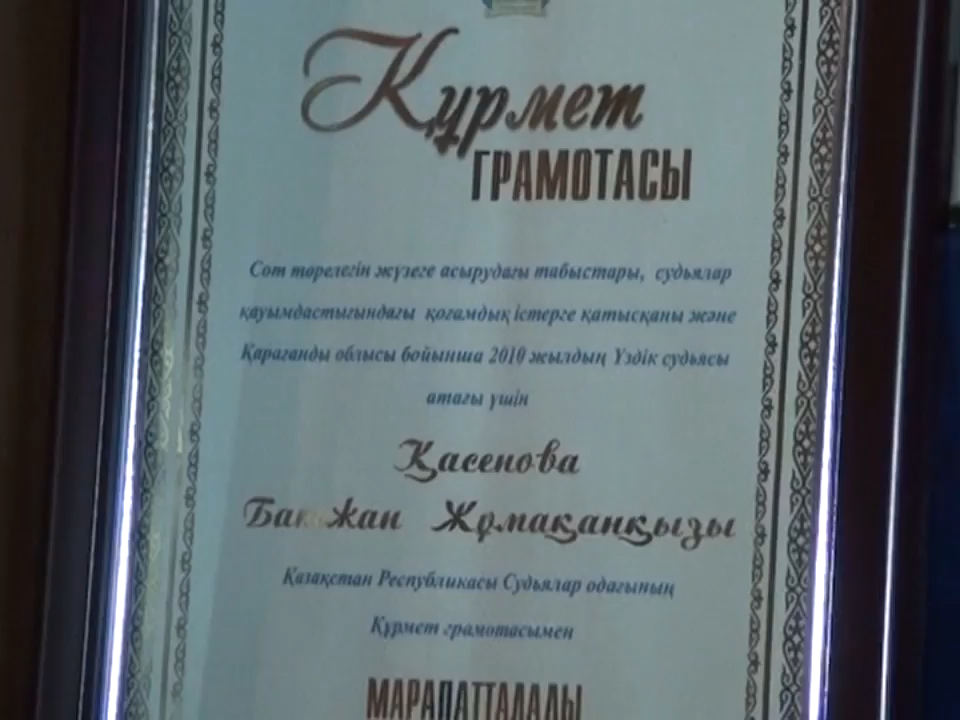 Құрмет
ГРАМОТАСЫ
Сот төрелегін жүзеге асырудағы табыстары, судьялар
қауымдастығындағы қоғамдық істерге қатысқаны және
Қарағанды облысы бойынша 2010 жылдың Үздік судьясы
атағы үшін
Қасенова
Жұмақанқызы
Қазақстан Республикасы Судьялар одағының
Құрмет грамотасымен
МАРАПАТТАЛАДЫ